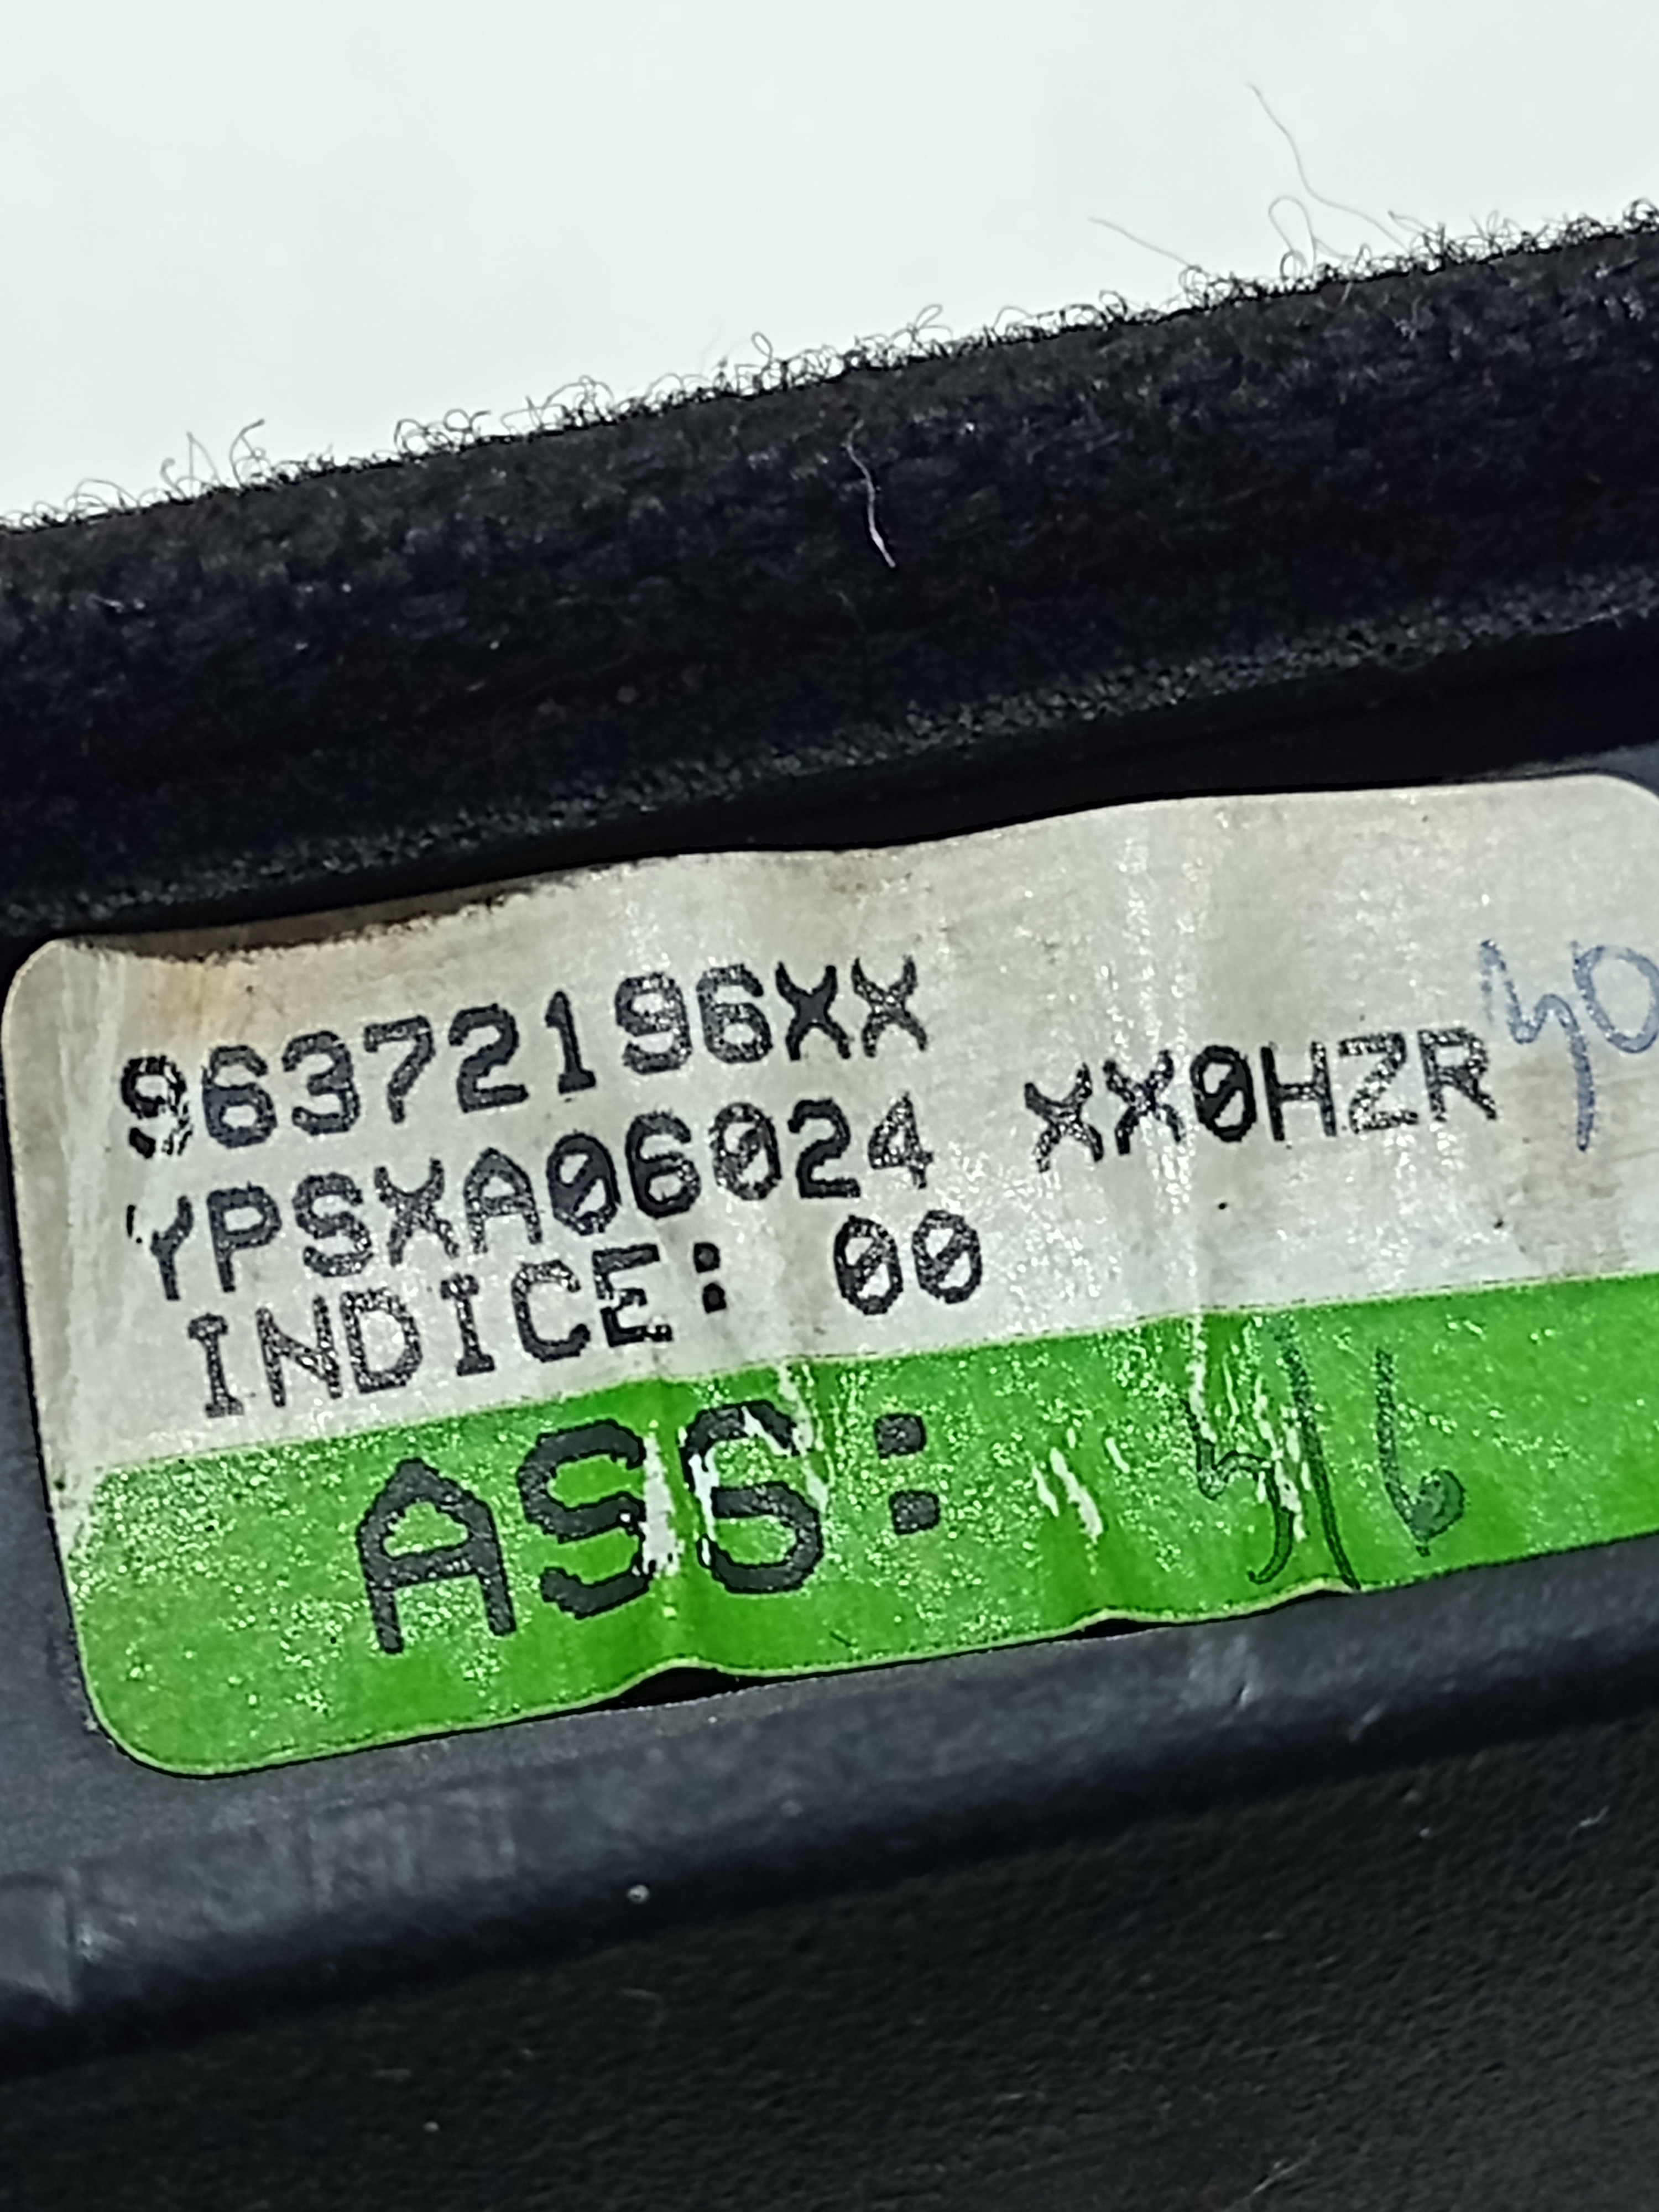 96372196XX
YPSXA06024 XX0HZR
INDICE: 00
ASG: